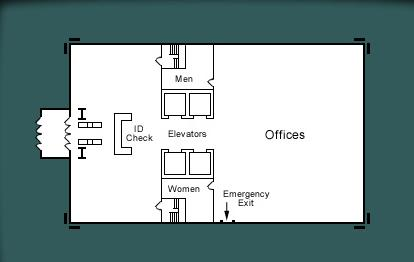 Men
ID
Check
Elevators
Offices
Women
Emergency
Exit